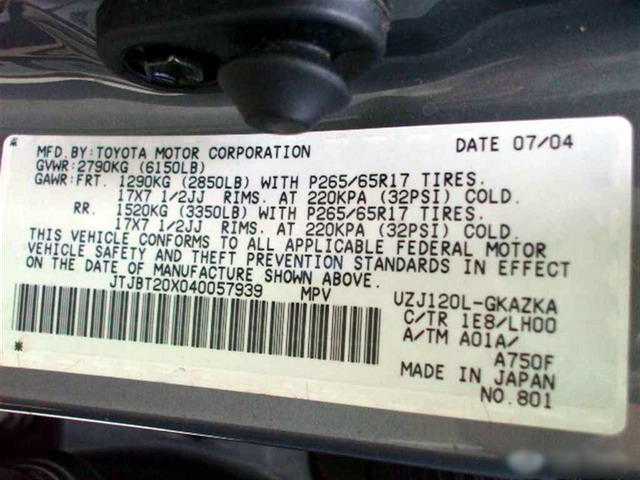 MFD. BY: TOYOTA MOTOR CORPORATION DATE 07/04
GVWR: 2790KG (6150LB)
GAWR: FRT. 1290KG (2850LB) WITH P265/65R17 TIRES.
17X7 1/2JJ RIMS. AT 220KPA (32PSI) COLD.
RR. 1520KG (3350LB) WITH P265/65R17 TIRES.
17X7 1/2JJ RIMS. AT 220KPA (32PSI) COLD.
THIS VEHICLE CONFORMS TO ALL APPLICABLE FEDERAL MOTOR
VEHICLE SAFETY AND THEFT PREVENTION STANDARDS IN EFFECT
ON THE DATE OF MANUFACTURE SHOWN ABOVE.
JTJBT20X040057939 MPV UZJ120L-GKAZKA
C/TR 1E8/LH00
A/TM A01A/
A750F
MADE IN JAPAN
NO.801